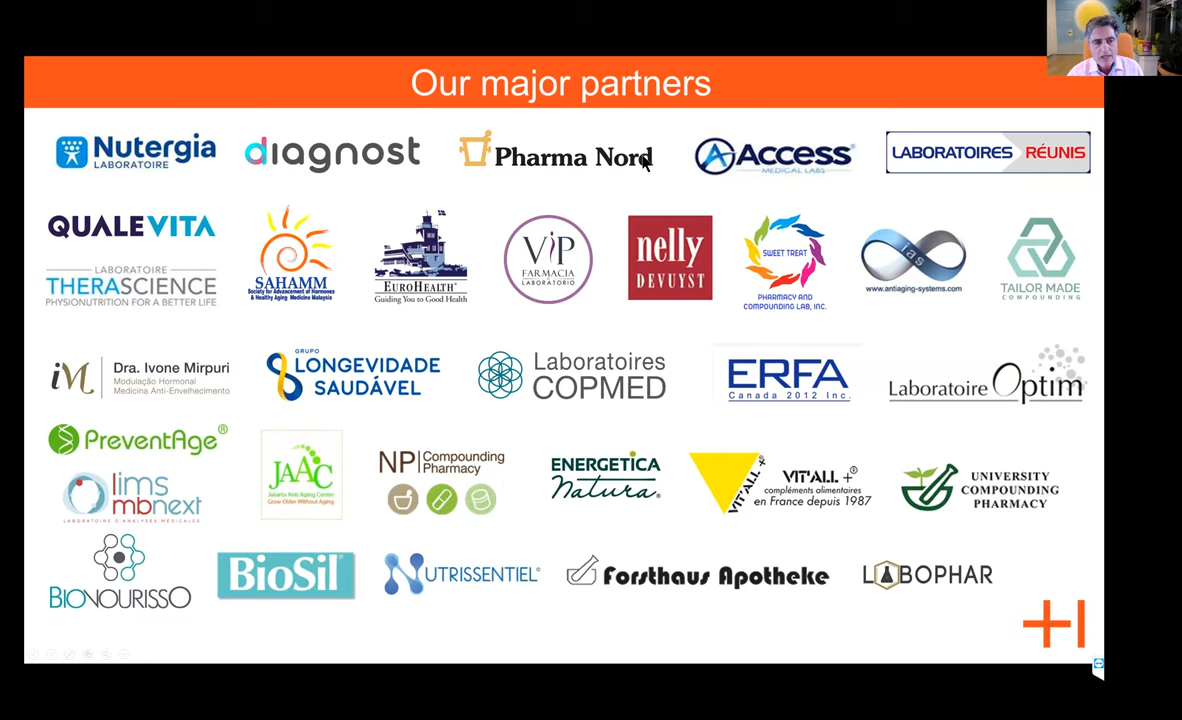 Our major partners
Nutergia
LABORATOIRE
diagnost
Pharma Nord
ACCESS
MEDICAL LABS
LABORATOIRES RÉUNIS
QUALEVITA
LABORATOIRE
THERASCIENCE
PHYSIONUTRITION FOR A BETTER LIFE
SAHAMM
Society for Advancement of Hormones
& Healthy Aging Medicine Malaysia
EUROHEALTH®
Guiding You to Good Health
ViP
FARMACIA
LABORATÓRIO
nelly
DEVUYST
SWEET TREAT
PHARMACY AND
COMPOUNDING LAB, INC.
ias
www.antiaging-systems.com
TAILOR MADE
COMPOUNDING
iM
Dra. Ivone Mirpuri
Modulação Hormonal
Medicina Anti-Envelhecimento
GRUPO
LONGEVIDADE
SAUDÁVEL
Laboratoires
COPMED
ERFA
Canada 2012 Inc.
Laboratoire Optim
PreventAge®
lims
mbnext
LABORATOIRE D'ANALYSES MÉDICALES
JAAC
Jakarta Anti Aging Center
Grow Older Without Aging
NP Compounding
Pharmacy
ENERGETICA
Natura®
VIT'ALL+
VIT'ALL+®
compléments alimentaires
en France depuis 1987
UNIVERSITY
COMPOUNDING
PHARMACY
BIONOURISSO
BioSil®
NUTRISSENTIEL®
Forsthaus Apotheke
LABOPHAR